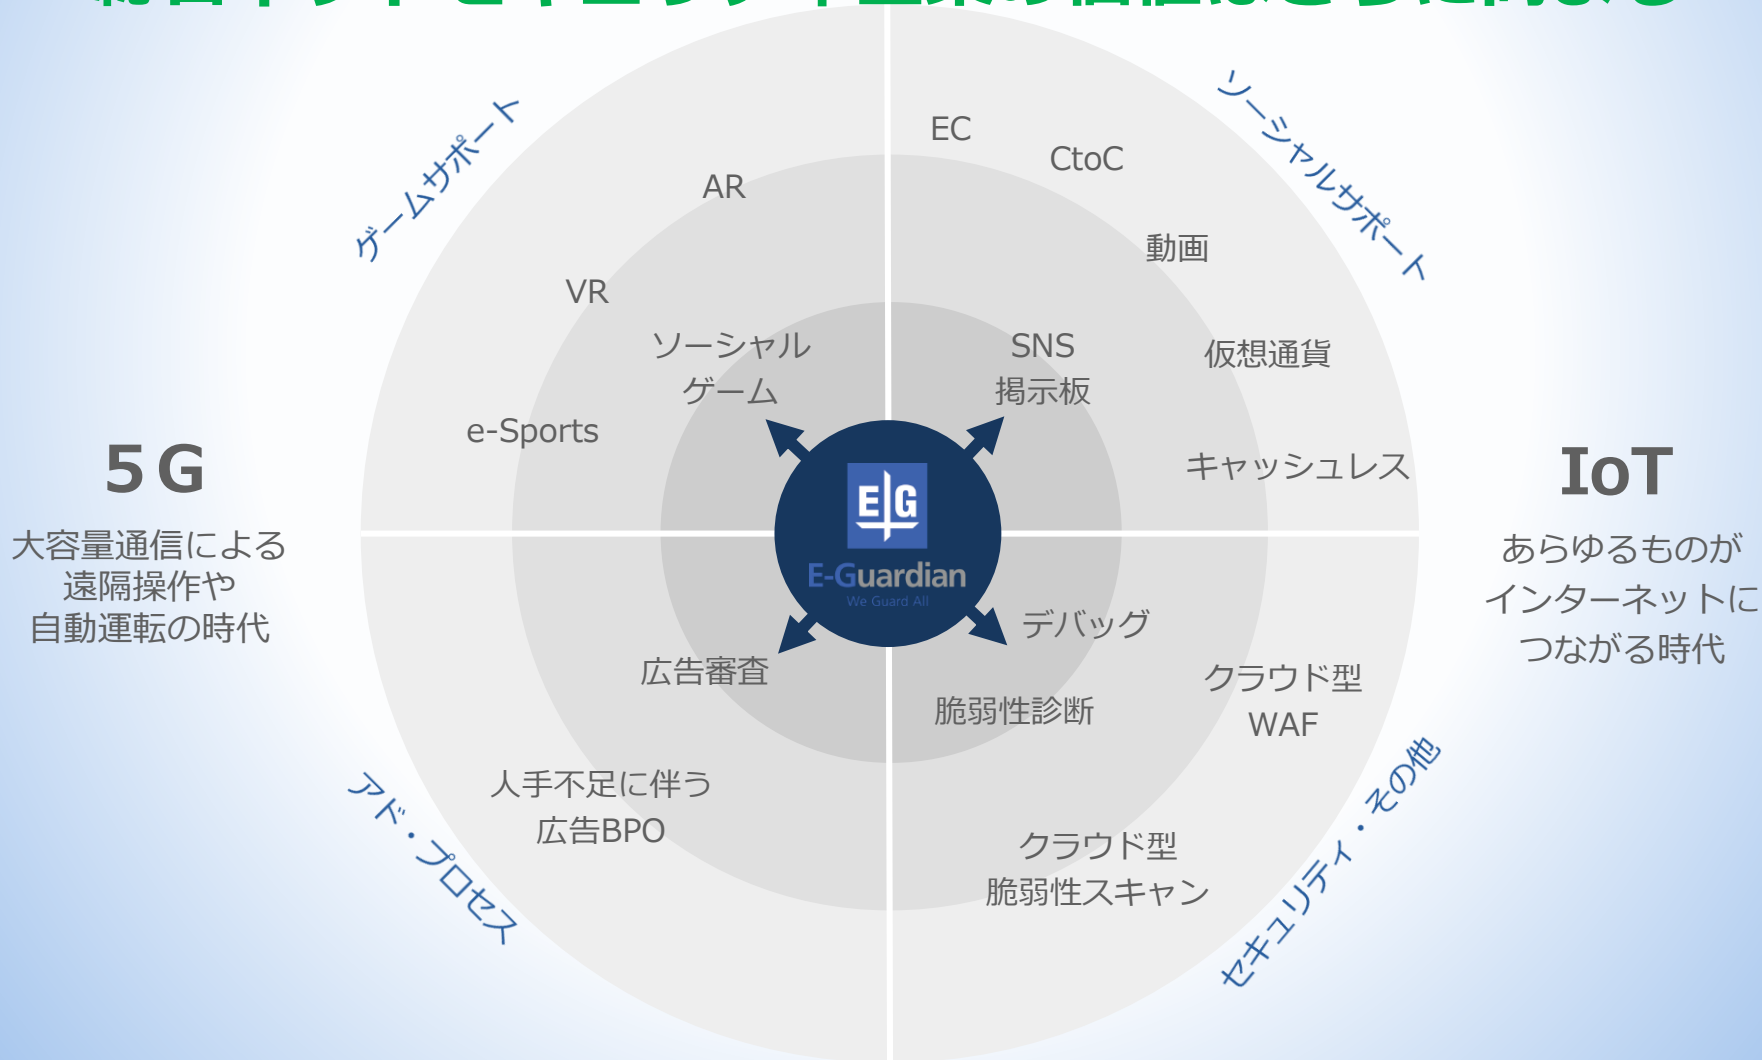 ゲームサポート
ソーシャルサポート
EC
CtoC
AR
動画
VR
ソーシャル
ゲーム
SNS
掲示板
仮想通貨
e-Sports
キャッシュレス
5G
大容量通信による
遠隔操作や
自動運転の時代
IoT
あらゆるものが
インターネットに
つながる時代
E G
E-Guardian
We Guard All
デバッグ
広告審査
脆弱性診断
クラウド型
WAF
人手不足に伴う
広告BPO
クラウド型
脆弱性スキャン
アド・プロセス
セキュリティ・その他